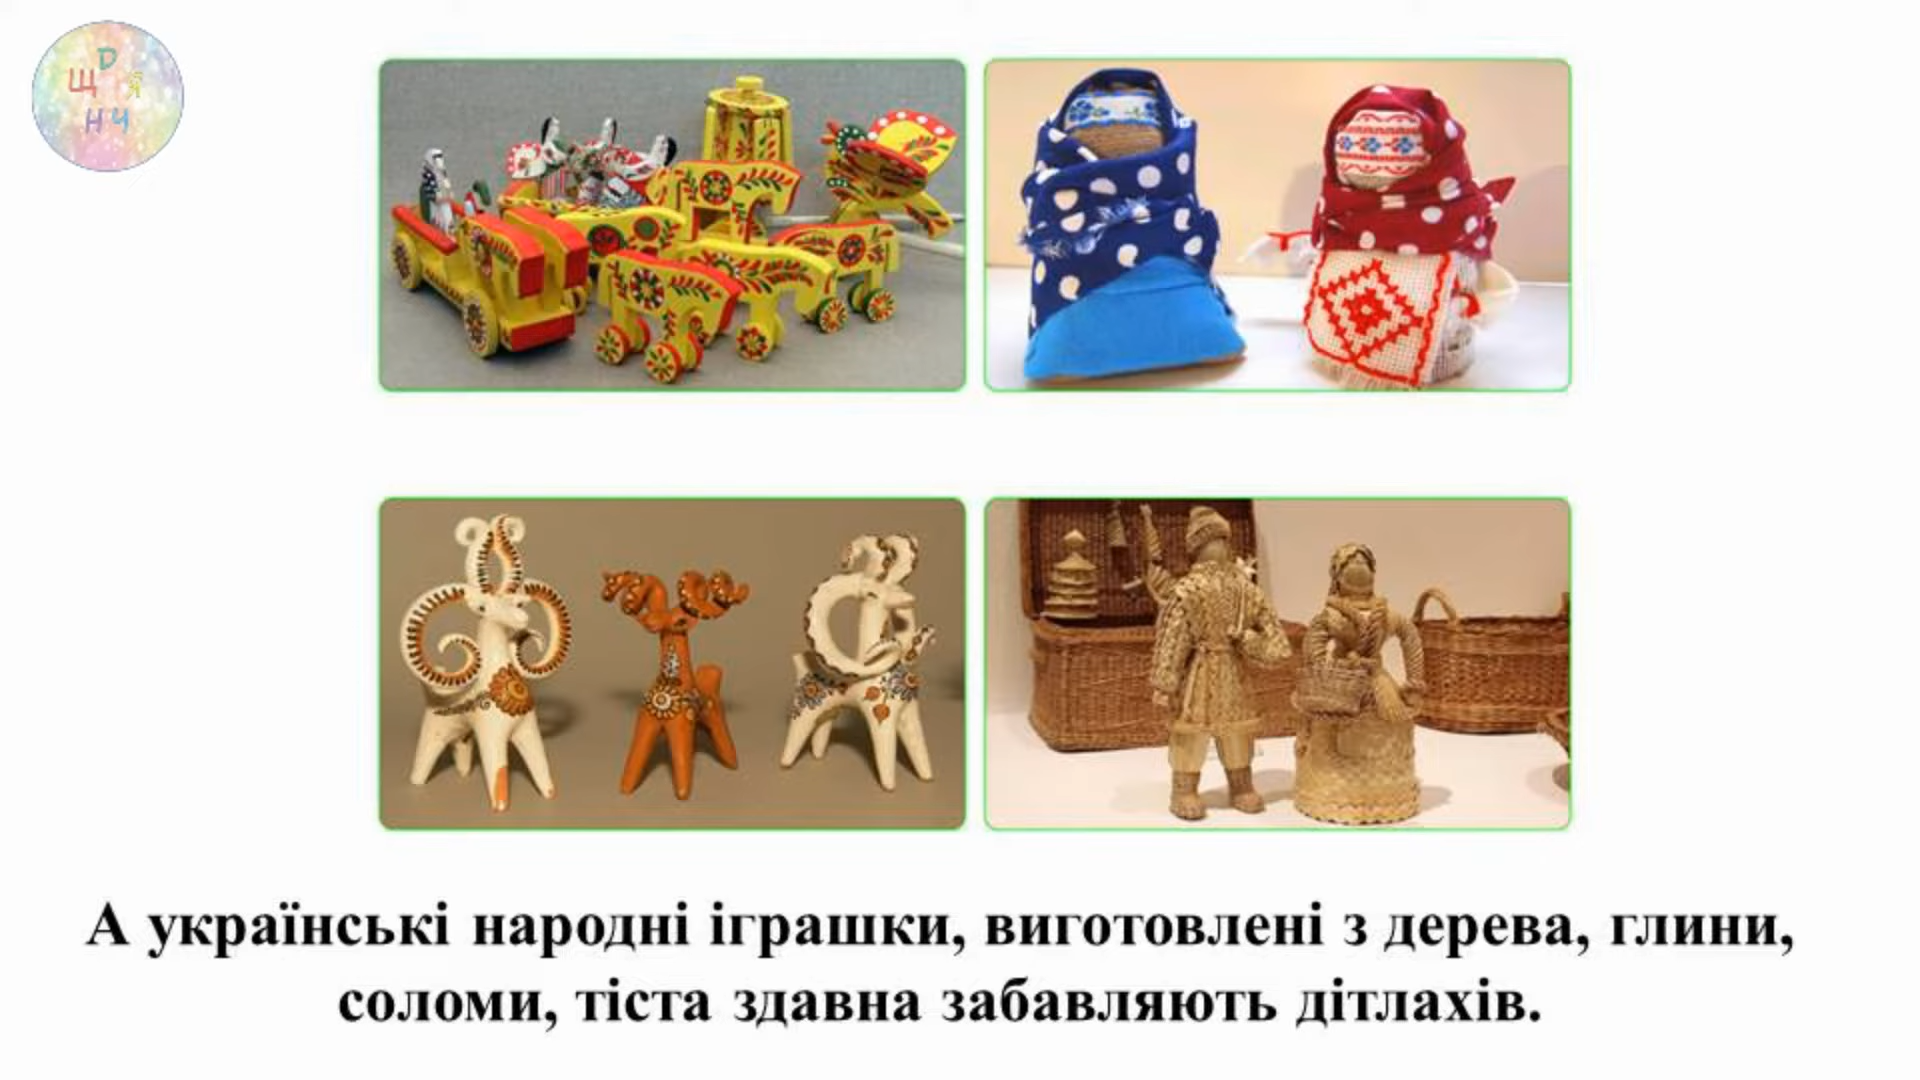 D
Щ Я
Н Ч
А українські народні іграшки, виготовлені з дерева, глини,
соломи, тіста здавна забавляють дітлахів.